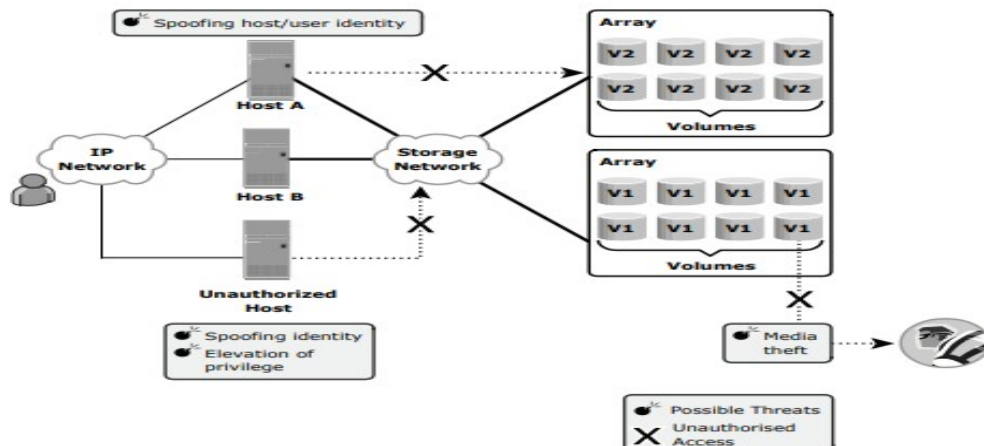 Spoofing host/user identity
Host A
IP
Network
Host B
Storage
Network
Unauthorized
Host
Spoofing identity
Elevation of
privilege
Array
V2 V2 V2 V2
V2 V2 V2 V2
Volumes
Array
V1 V1 V1 V1
V1 V1 V1 V1
Volumes
Media
theft
Possible Threats
Unauthorised
Access